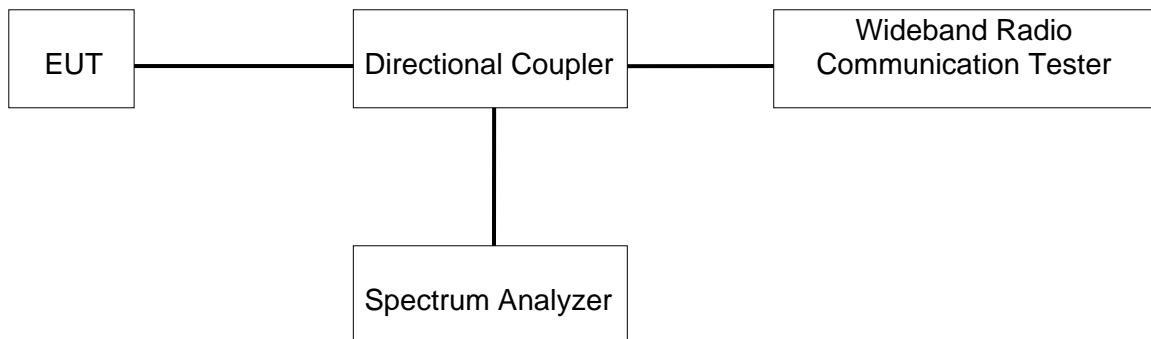 EUT
Directional Coupler
Wideband Radio
Communication Tester
Spectrum Analyzer